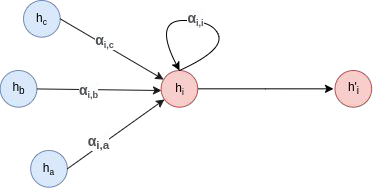 h_c
α_{i,c}
α_{i,i}
h_b
α_{i,b}
h_i
h'_i
α_{i,a}
h_a